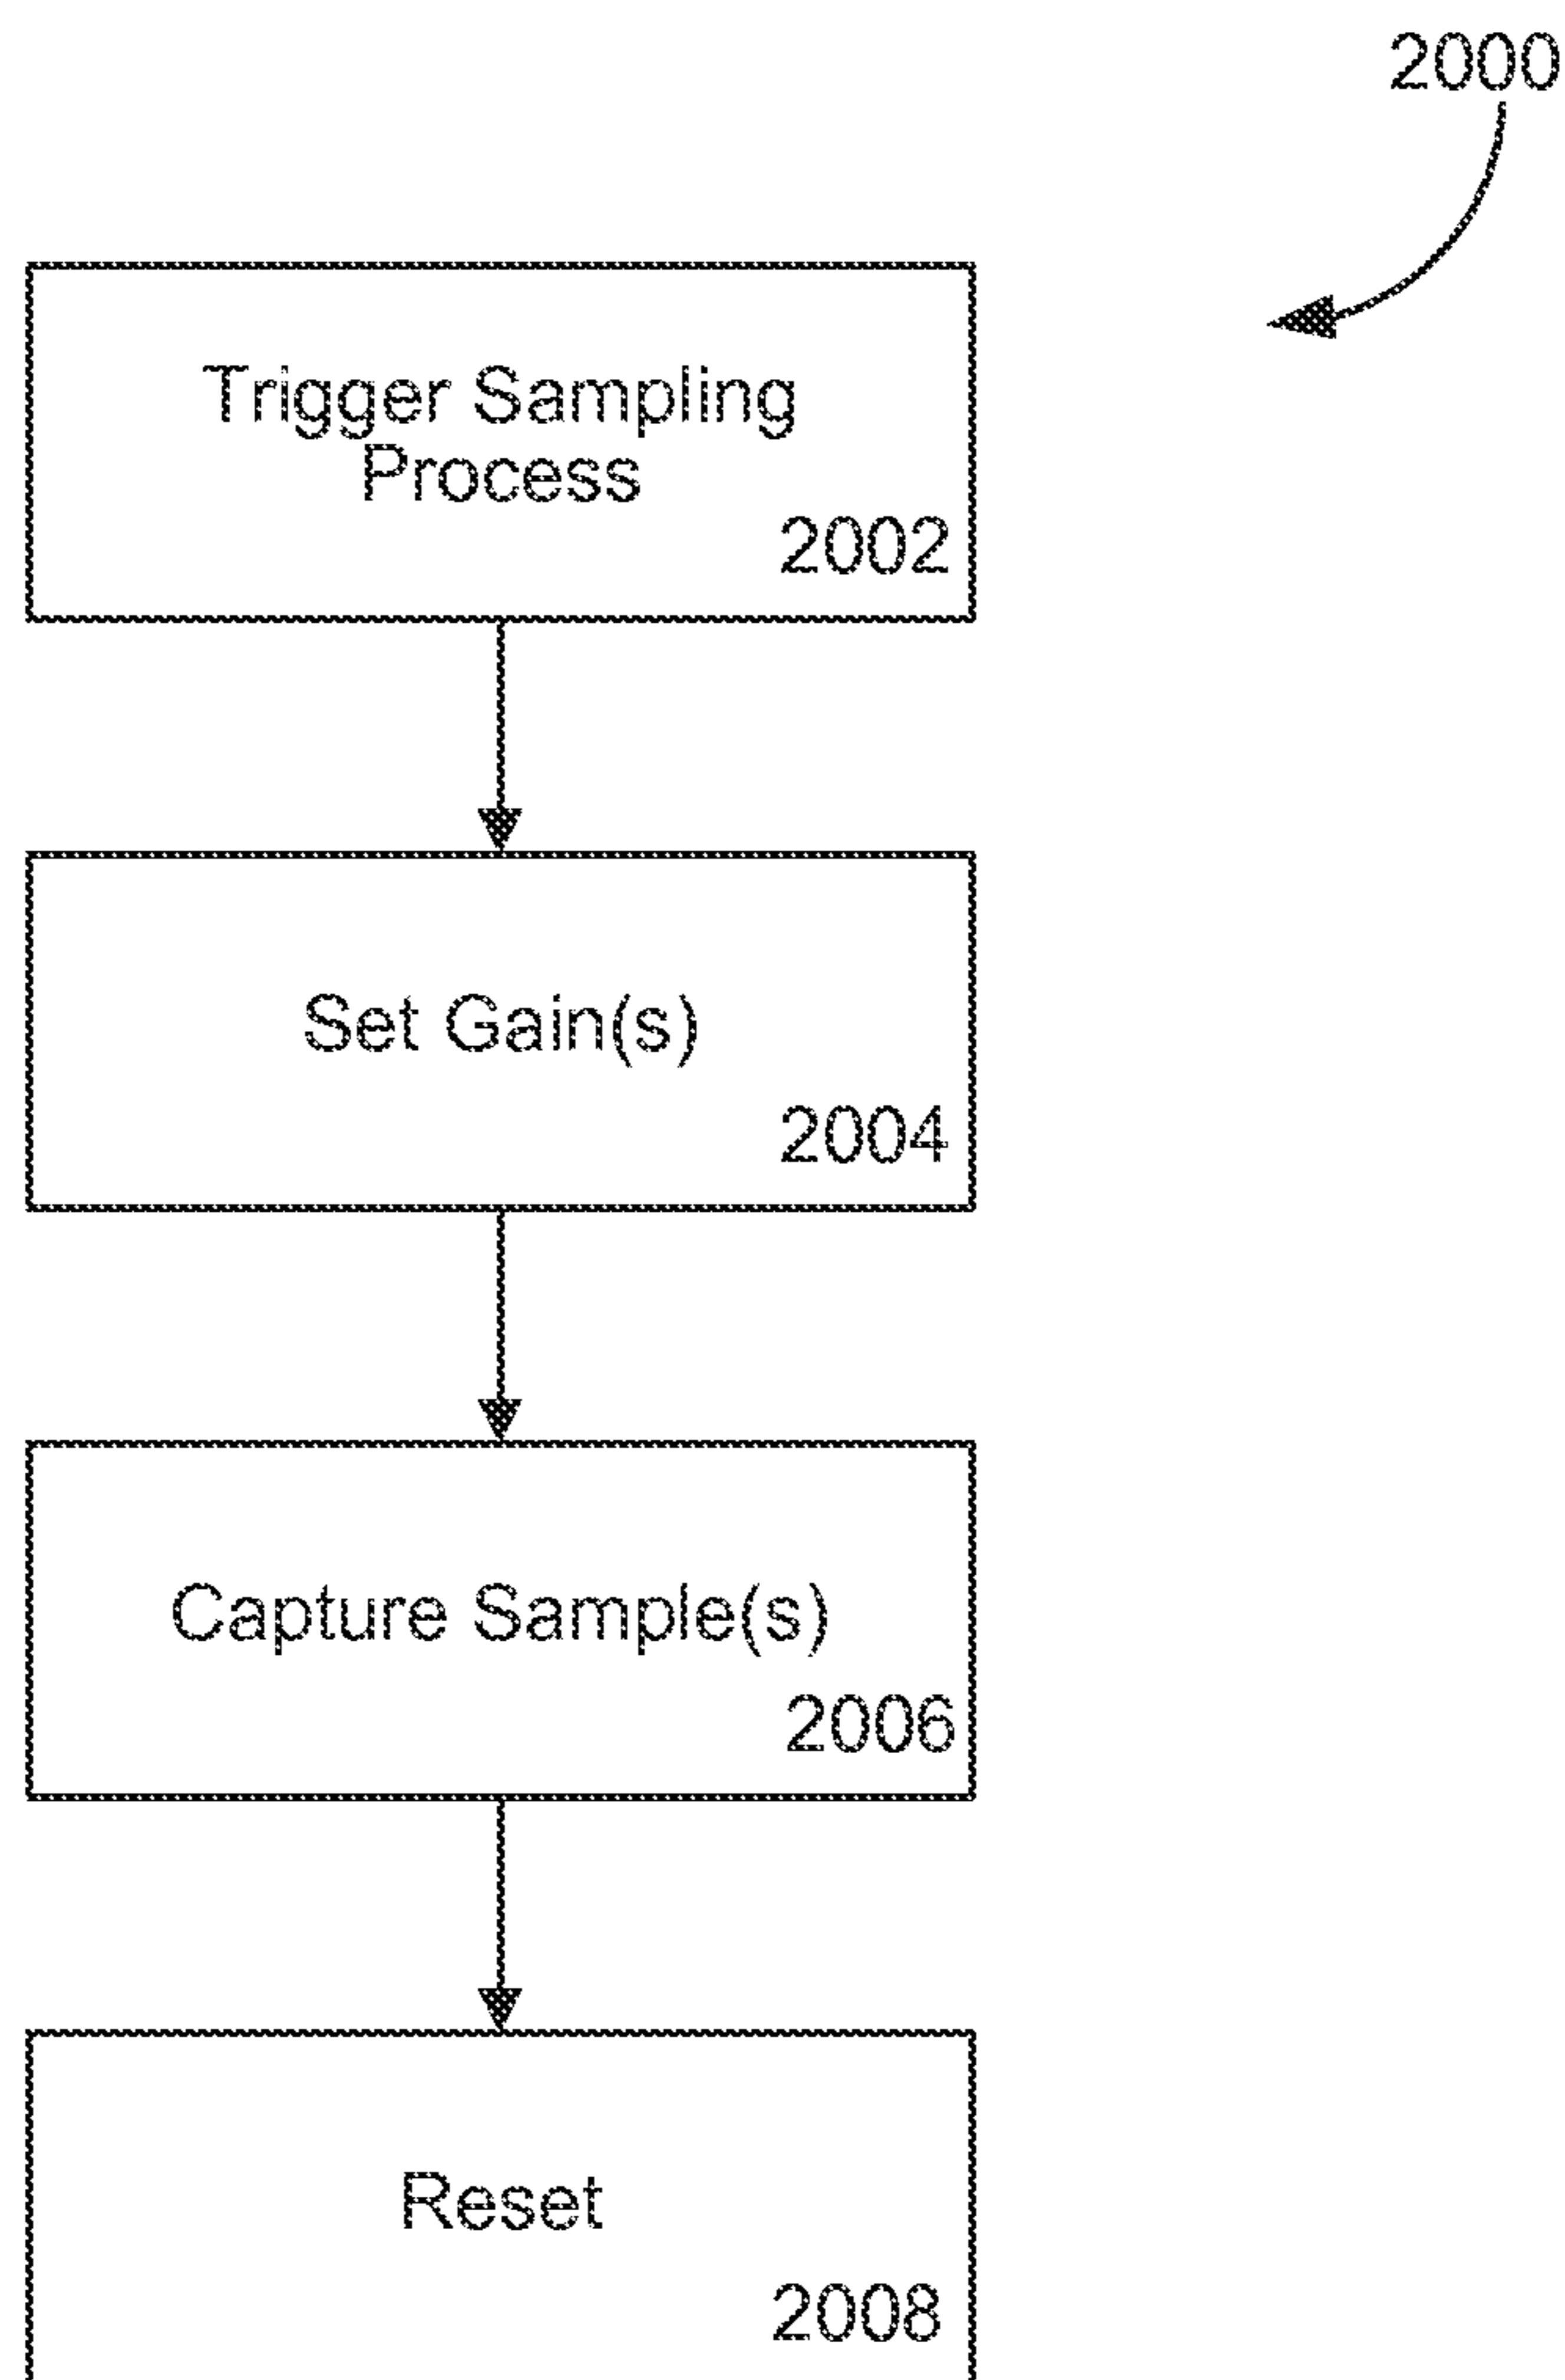 2000
Trigger Sampling
Process
2002
Set Gain(s)
2004
Capture Sample(s)
2006
Reset
2008